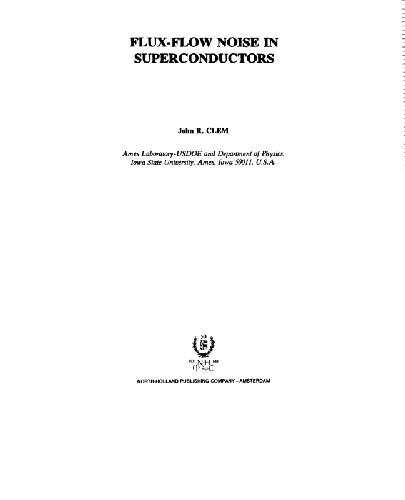 FLUX-FLOW NOISE IN
SUPERCONDUCTORS
John R. CLEM
Ames Laboratory-USDOE and Department of Physics,
Iowa State University, Ames, Iowa 50011, U.S.A.
NORTH-HOLLAND PUBLISHING COMPANY - AMSTERDAM